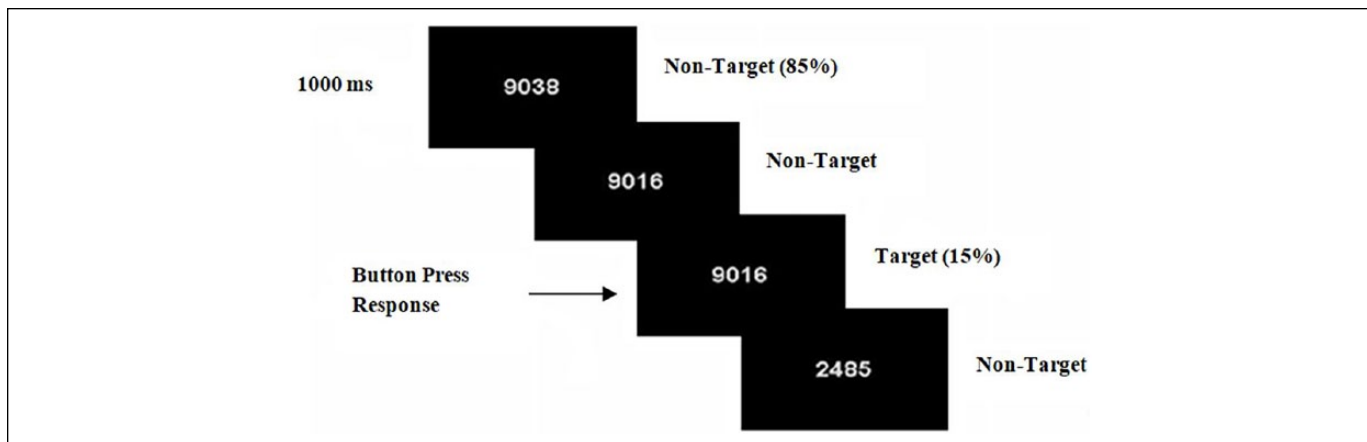 Non-Target (85%)
1000 ms
9038
Non-Target
9016
Target (15%)
9016
Button Press
Response
Non-Target
2485